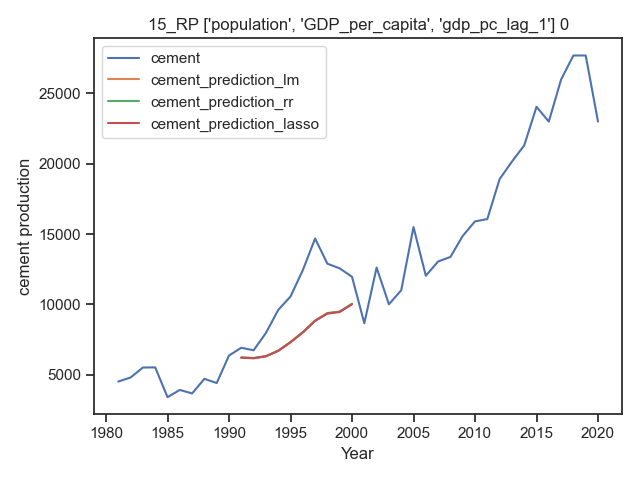 15_RP ['population', 'GDP_per_capita', 'gdp_pc_lag_1'] 0
cement
cement_prediction_lm
cement_prediction_rr
cement_prediction_lasso
25000
20000
15000
10000
5000
cement production
1980 1985 1990 1995 2000 2005 2010 2015 2020
Year